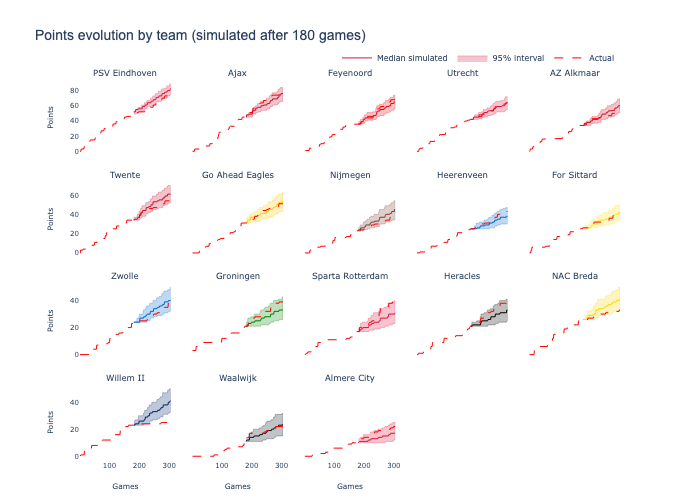 Points evolution by team (simulated after 180 games)
Median simulated 95% interval Actual
PSV Eindhoven Ajax Feyenoord Utrecht AZ Alkmaar
80
60
40
20
0
Points
Twente Go Ahead Eagles Nijmegen Heerenveen For Sittard
60
40
20
0
Points
Zwolle Groningen Sparta Rotterdam Heracles NAC Breda
40
20
0
Points
Willem II Waalwijk Almere City
40
20
0
Points
100 200 300 100 200 300 100 200 300
Games Games Games